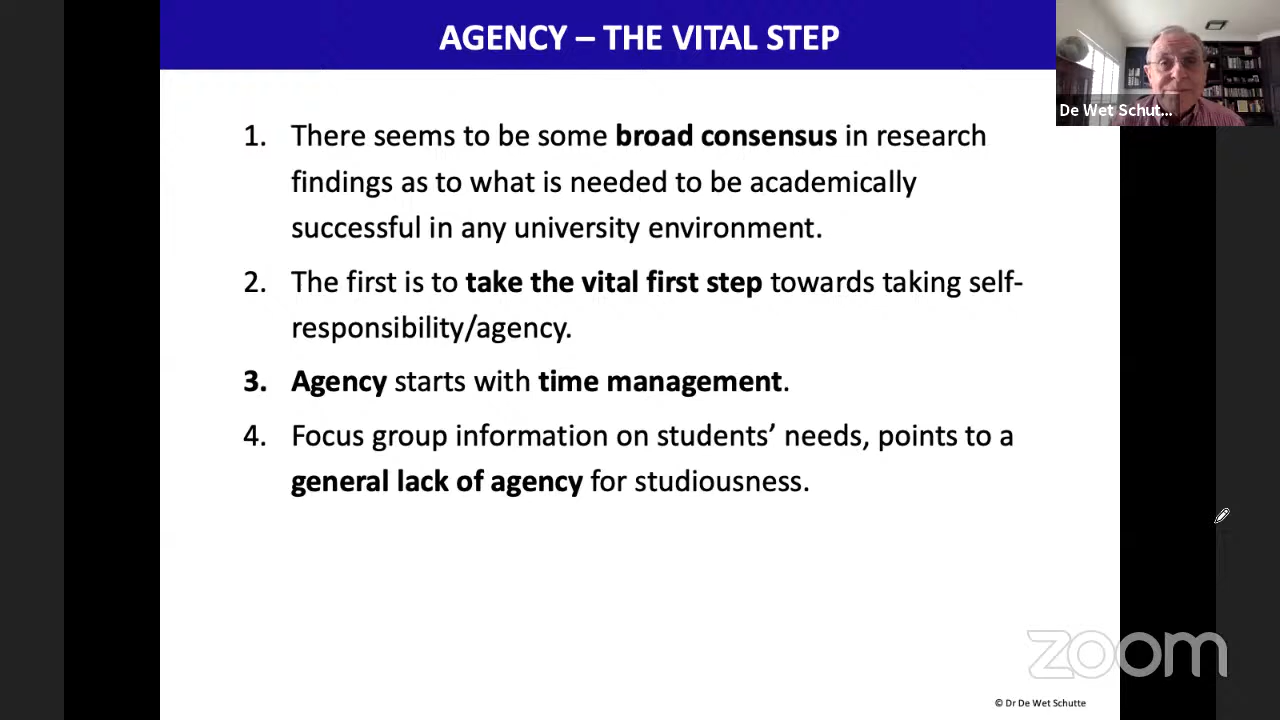 AGENCY – THE VITAL STEP
De Wet Schut...
1. There seems to be some broad consensus in research
findings as to what is needed to be academically
successful in any university environment.
2. The first is to take the vital first step towards taking self-
responsibility/agency.
3. Agency starts with time management.
4. Focus group information on students’ needs, points to a
general lack of agency for studiousness.
zoom
© Dr De Wet Schutte